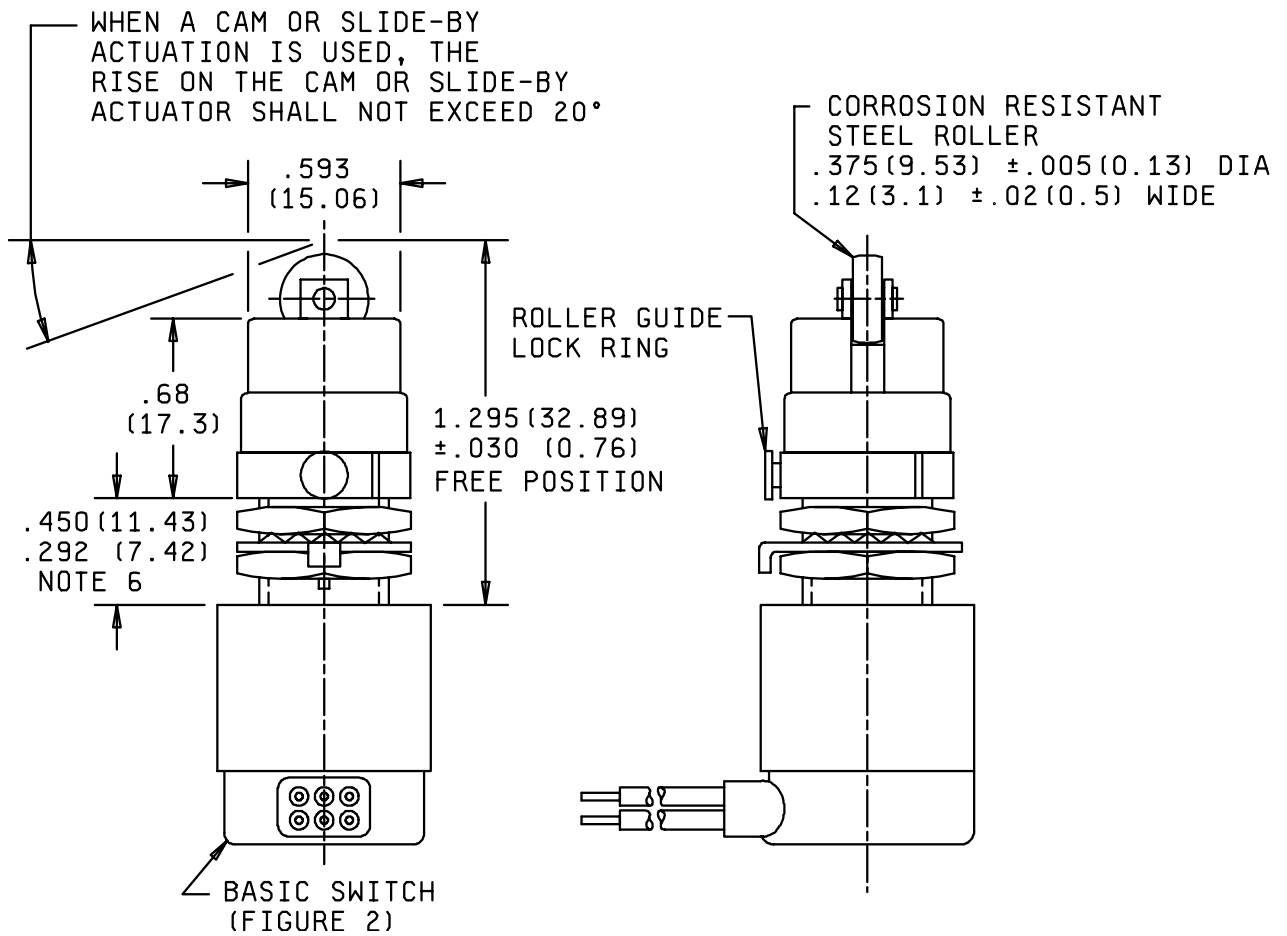 WHEN A CAM OR SLIDE-BY
ACTUATION IS USED, THE
RISE ON THE CAM OR SLIDE-BY
ACTUATOR SHALL NOT EXCEED 20°
CORROSION RESISTANT
STEEL ROLLER
.375(9.53) ±.005(0.13) DIA
.12(3.1) ±.02(0.5) WIDE
.593
(15.06)
ROLLER GUIDE
LOCK RING
.68
(17.3)
1.295(32.89)
±.030 (0.76)
FREE POSITION
.450(11.43)
.292 (7.42)
NOTE 6
BASIC SWITCH
(FIGURE 2)